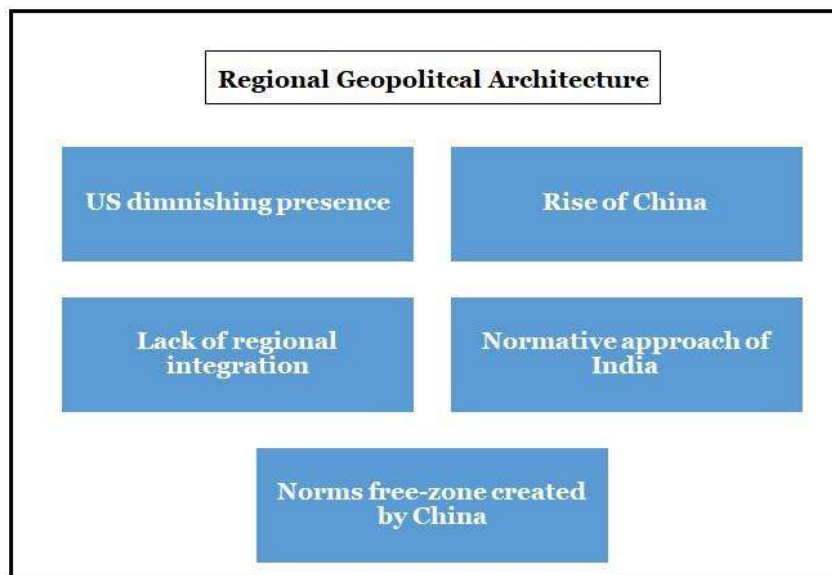 Regional Geopolitcal Architecture
US dimnishing presence
Rise of China
Lack of regional
integration
Normative approach of
India
Norms free-zone created
by China